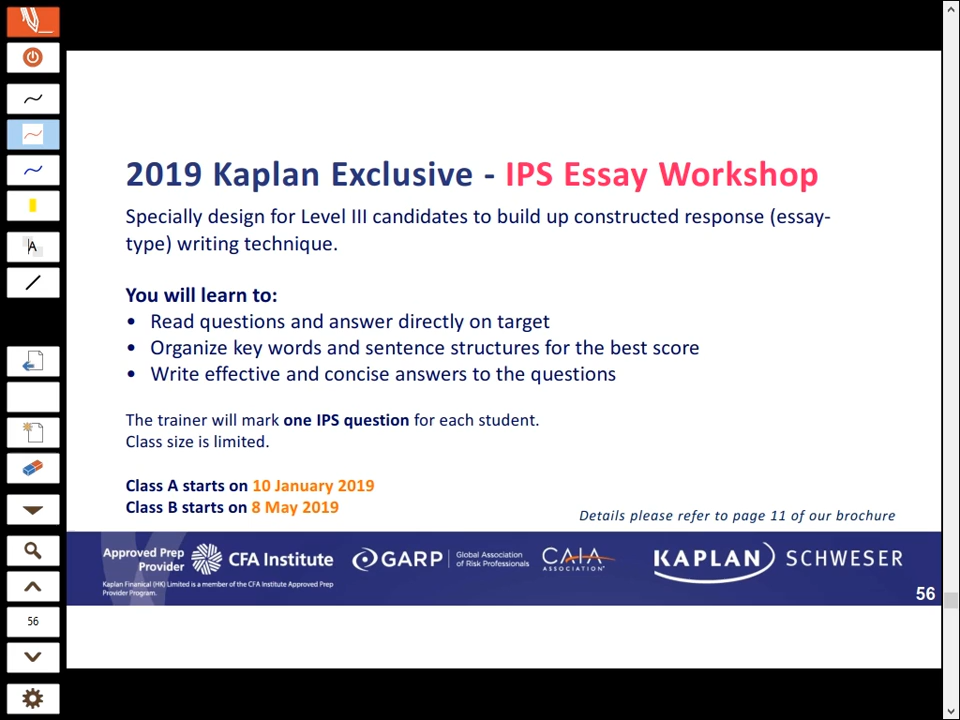 2019 Kaplan Exclusive - IPS Essay Workshop
Specially design for Level III candidates to build up constructed response (essay-
type) writing technique.
You will learn to:
• Read questions and answer directly on target
• Organize key words and sentence structures for the best score
• Write effective and concise answers to the questions
The trainer will mark one IPS question for each student.
Class size is limited.
Class A starts on 10 January 2019
Class B starts on 8 May 2019
Details please refer to page 11 of our brochure
Approved Prep
Provider
CFA Institute
Kaplan Finanical (HK) Limited is a member of the CFA Institute Approved Prep
Provider Program.
GARP
Global Association
of Risk Professionals
CAIA
ASSOCIATION
KAPLAN SCHWESER
56
A
56